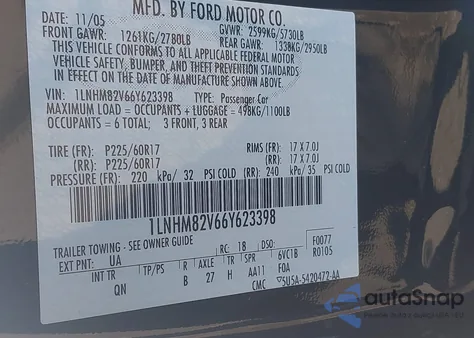 MFD. BY FORD MOTOR CO.
DATE: 11/05 GVWR: 2599KG/5730LB
FRONT GAWR: 1261KG/2780LB REAR GAWR: 1338KG/2950LB
THIS VEHICLE CONFORMS TO ALL APPLICABLE FEDERAL MOTOR
VEHICLE SAFETY, BUMPER, AND THEFT PREVENTION STANDARDS
IN EFFECT ON THE DATE OF MANUFACTURE SHOWN ABOVE.
VIN: 1LNHM82V66Y623398 TYPE: Passenger Car
MAXIMUM LOAD = OCCUPANTS + LUGGAGE = 498KG/1100LB
OCCUPANTS = 6 TOTAL; 3 FRONT, 3 REAR
TIRE (FR): P225/60R17 RIMS (FR): 17 X 7.0J
(RR): P225/60R17 (RR): 17 X 7.0J
PRESSURE (FR): 220 kPa/ 32 PSI COLD (RR): 240 kPa/ 35 PSI COLD
1LNHM82V66Y623398
TRAILER TOWING - SEE OWNER GUIDE
EXT PNT: UA RC: 18 DSO: F0077
R0105
INT TR TP/PS R AXLE TR SPR 6VC1B
QN B 27 H AA11 F0A
CMC 5U5A-5420472-AA
autoSnap